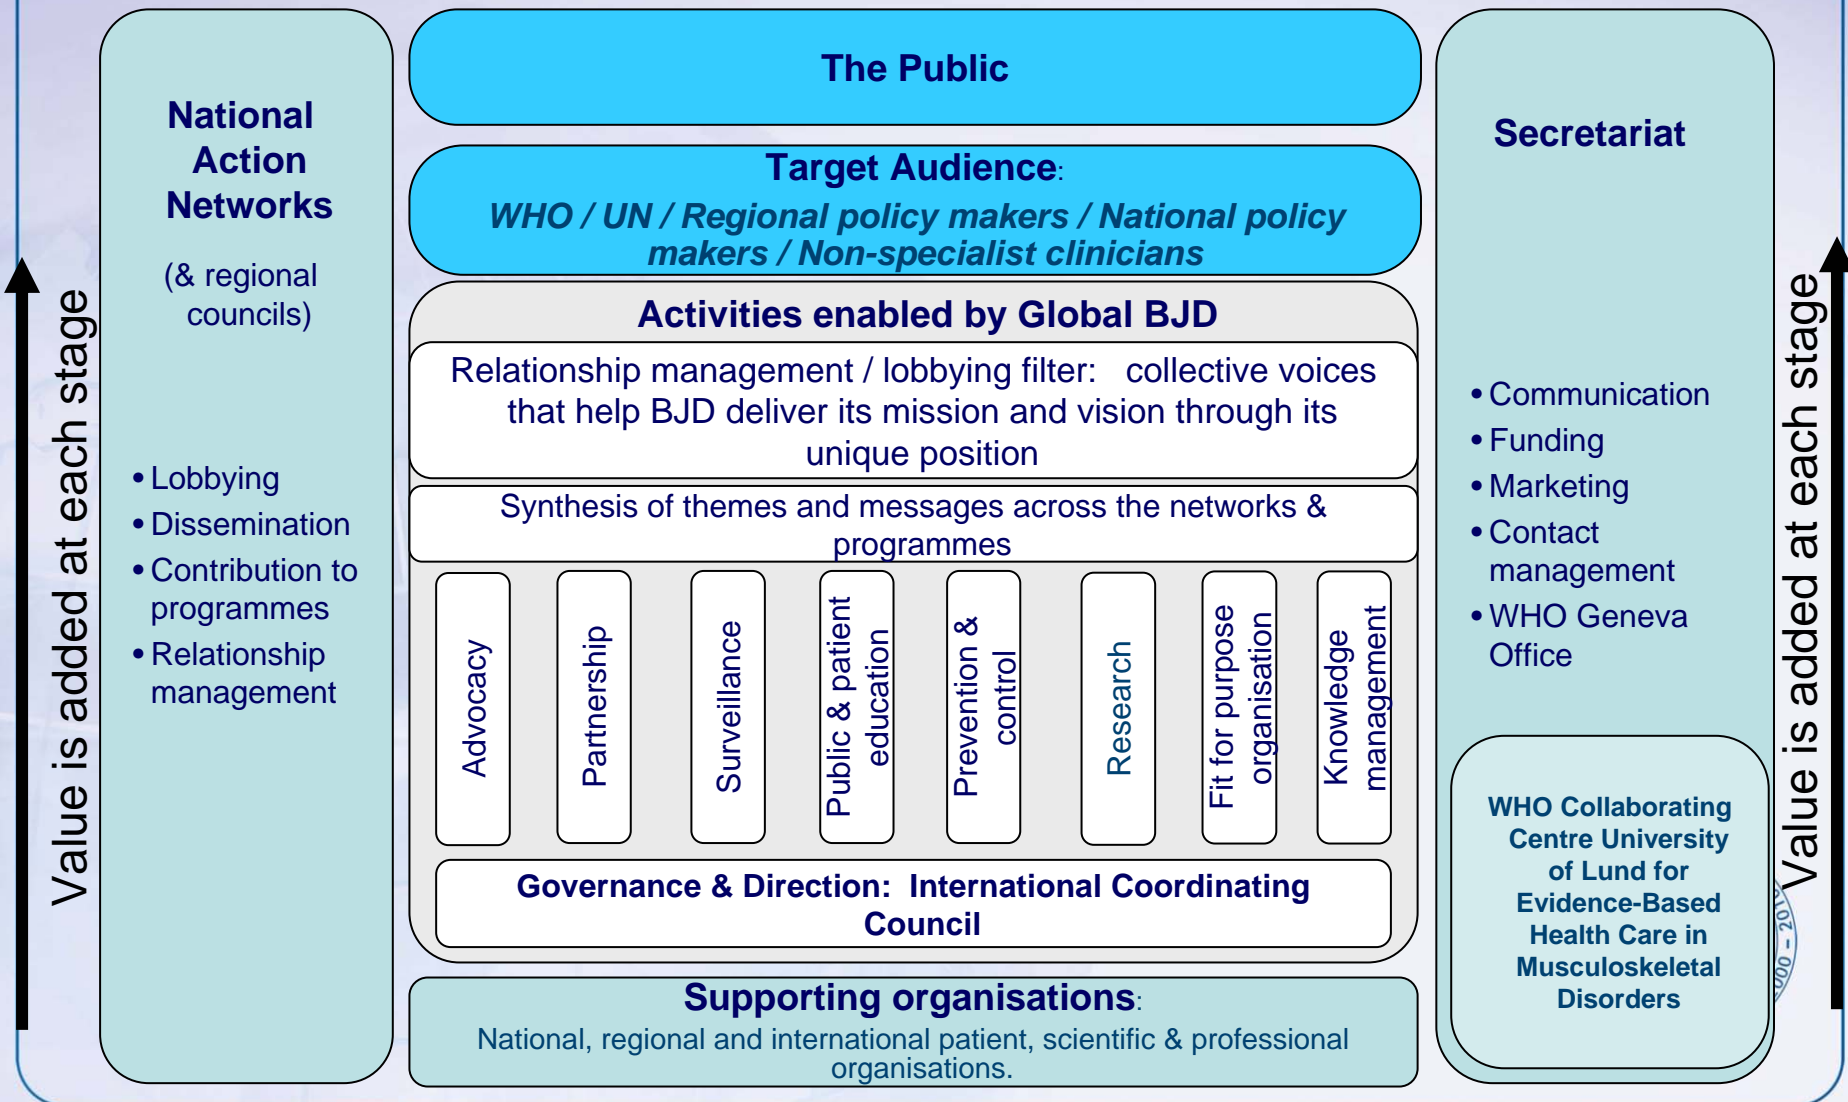 Value is added at each stage
National
Action
Networks
(& regional
councils)
• Lobbying
• Dissemination
• Contribution to
programmes
• Relationship
management
The Public
Target Audience:
WHO / UN / Regional policy makers / National policy
makers / Non-specialist clinicians
Activities enabled by Global BJD
Relationship management / lobbying filter: collective voices
that help BJD deliver its mission and vision through its
unique position
Synthesis of themes and messages across the networks &
programmes
Advocacy
Partnership
Surveillance
Public & patient
education
Prevention &
control
Research
Fit for purpose
organisation
Knowledge
management
Governance & Direction: International Coordinating
Council
Supporting organisations:
National, regional and international patient, scientific & professional
organisations.
Secretariat
• Communication
• Funding
• Marketing
• Contact
management
• WHO Geneva
Office
WHO Collaborating
Centre University
of Lund for
Evidence-Based
Health Care in
Musculoskeletal
Disorders
Value is added at each stage